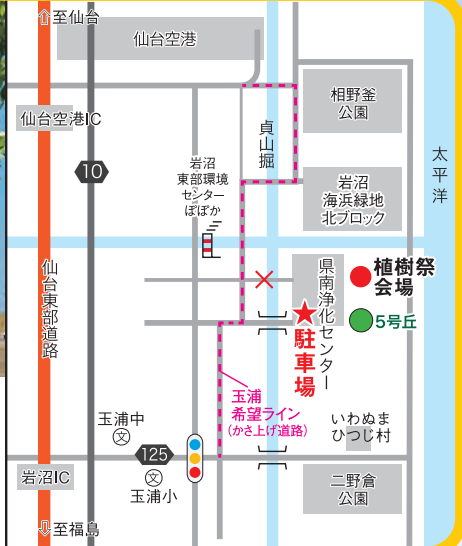 至仙台
仙台空港
仙台空港IC
相野釜
公園
貞山堀
太平洋
10
岩沼
東部環境
センター
ぽぽか
岩沼
海浜緑地
北ブロック
仙台東部道路
県南浄化センター
植樹祭
会場
5号丘
駐車場
玉浦
希望ライン
(かさ上げ道路)
玉浦中
文
いわぬま
ひつじ村
125
文
玉浦小
岩沼IC
二野倉
公園
至福島